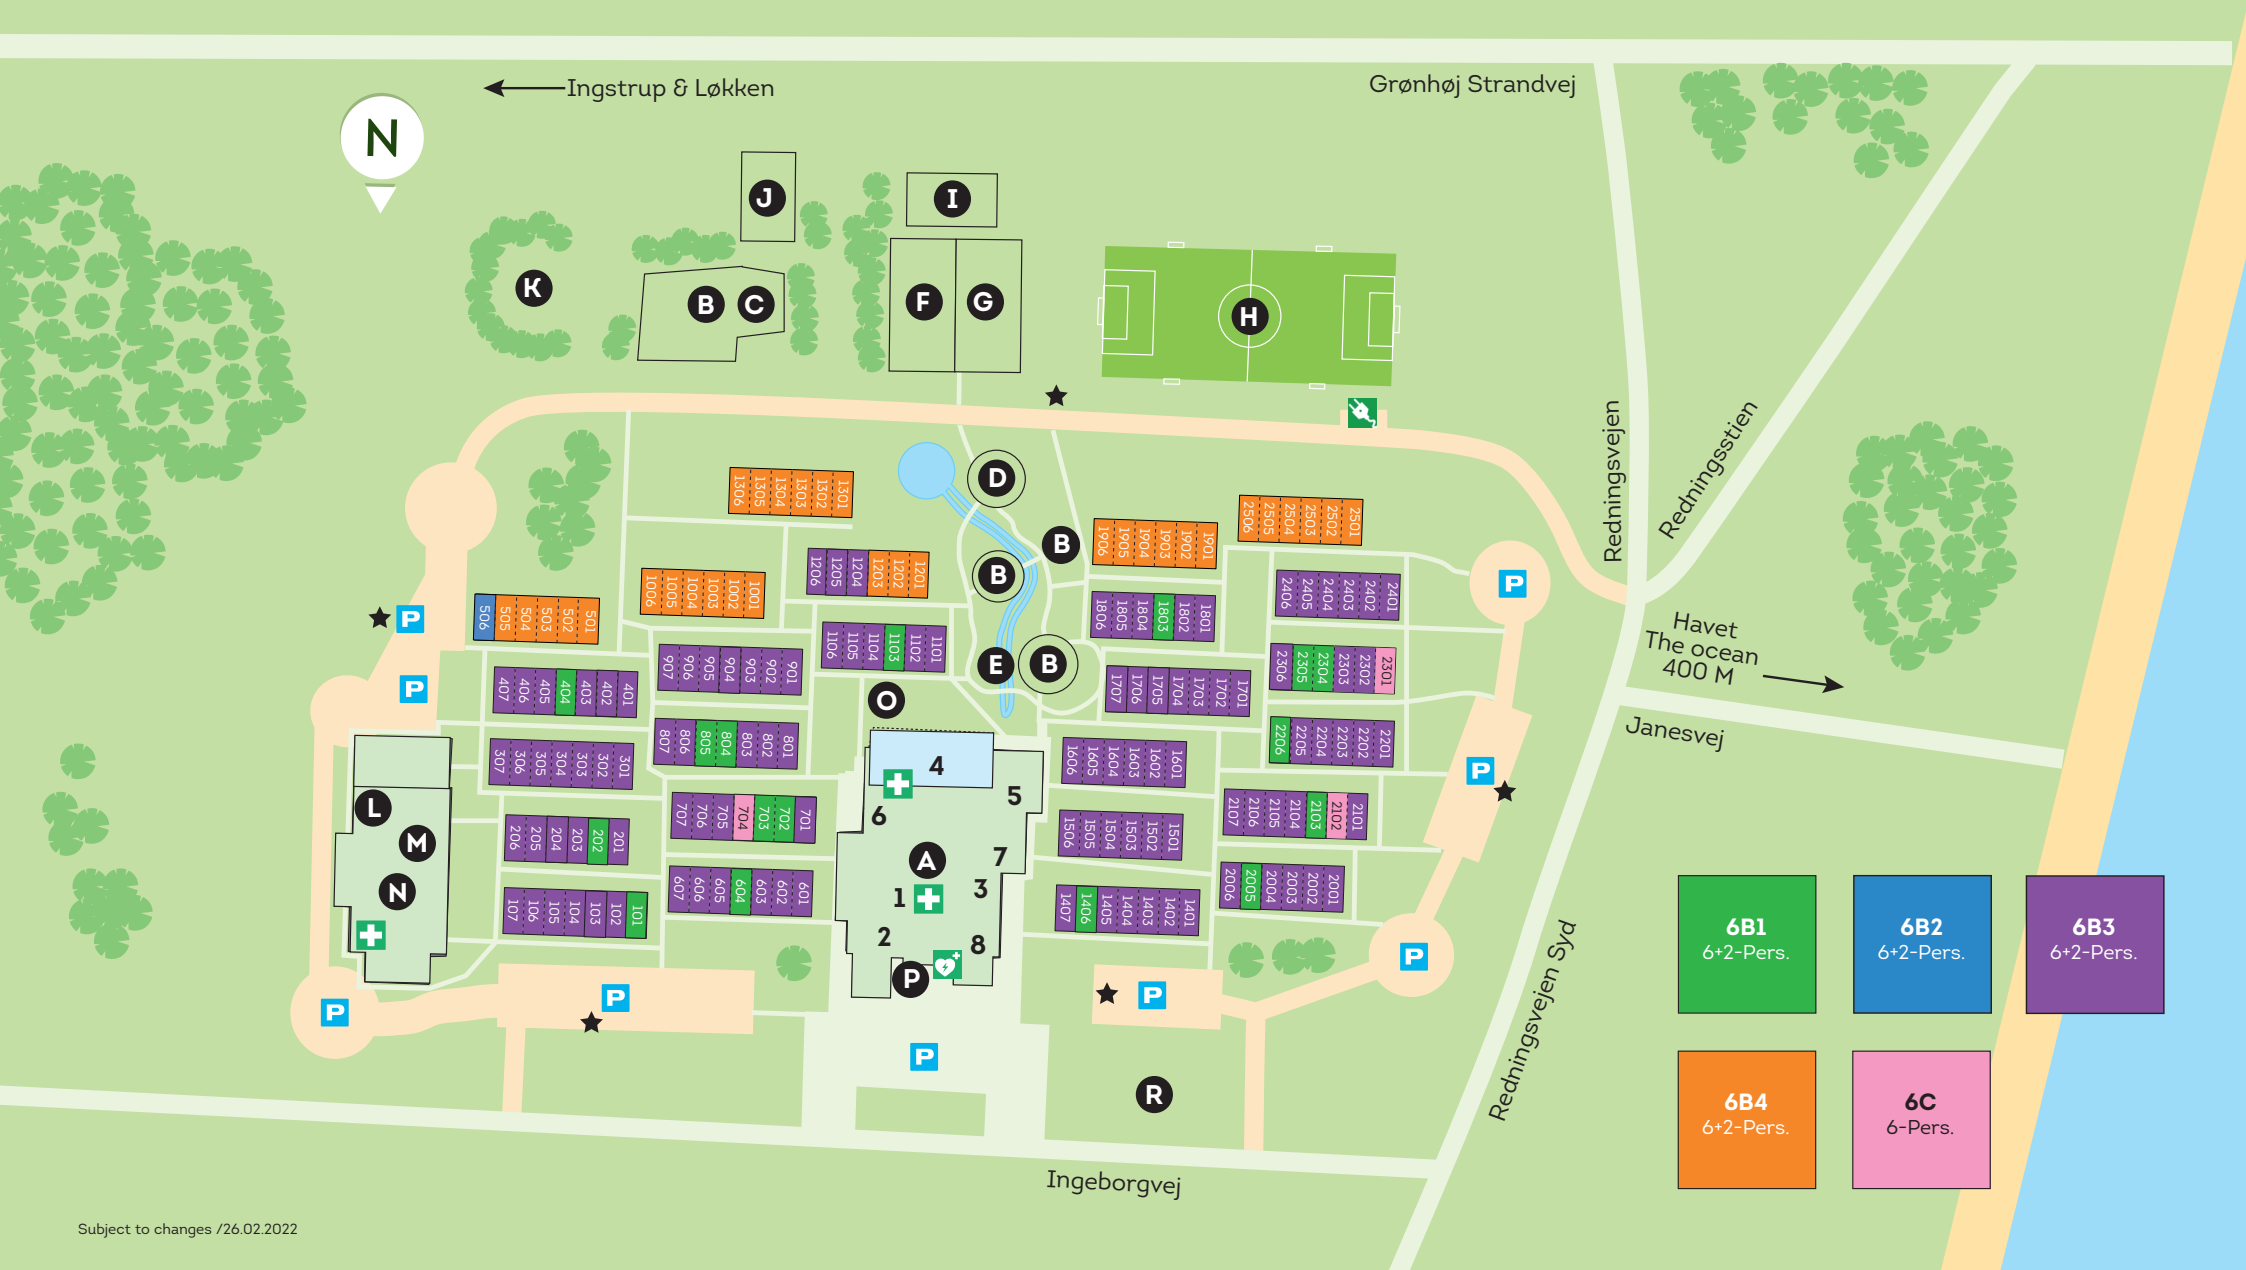 Ingstrup & Løkken
Grønhøj Strandvej
N
J
I
K
B
C
F
G
H
D
B
B
B
E
O
Redningsvejen
Redningsstien
Havet
The ocean
400 M
Janesvej
Redningsvejen Syd
Ingeborgvej
1306 1305 1304 1303 1302 1301
1206 1205 1204 1203 1202 1201
1006 1005 1004 1003 1002 1001
506 505 504 503 502 501
1106 1105 1104 1103 1102 1101
907 906 905 904 903 902 901
407 406 405 404 403 402 401
807 806 805 804 803 802 801
307 306 305 304 303 302 301
707 706 705 704 703 702 701
206 205 204 203 202 201
607 606 605 604 603 602 601
107 106 105 104 103 102 101
2506 2505 2504 2503 2502 2501
1906 1905 1904 1903 1902 1901
2406 2405 2404 2403 2402 2401
1806 1805 1804 1803 1802 1801
2306 2305 2304 2303 2302 2301
1707 1706 1705 1704 1703 1702 1701
2206 2205 2204 2203 2202 2201
1606 1605 1604 1603 1602 1601
2107 2106 2105 2104 2103 2102 2101
1506 1505 1504 1503 1502 1501
2006 2005 2004 2003 2002 2001
1407 1406 1405 1404 1403 1402 1401
P
P
P
P
P
P
P
P
P
L
M
N
4
5
6
A
7
1
3
2
8
P
R
6B1
6+2-Pers.
6B2
6+2-Pers.
6B3
6+2-Pers.
6B4
6+2-Pers.
6C
6-Pers.
Subject to changes /26.02.2022